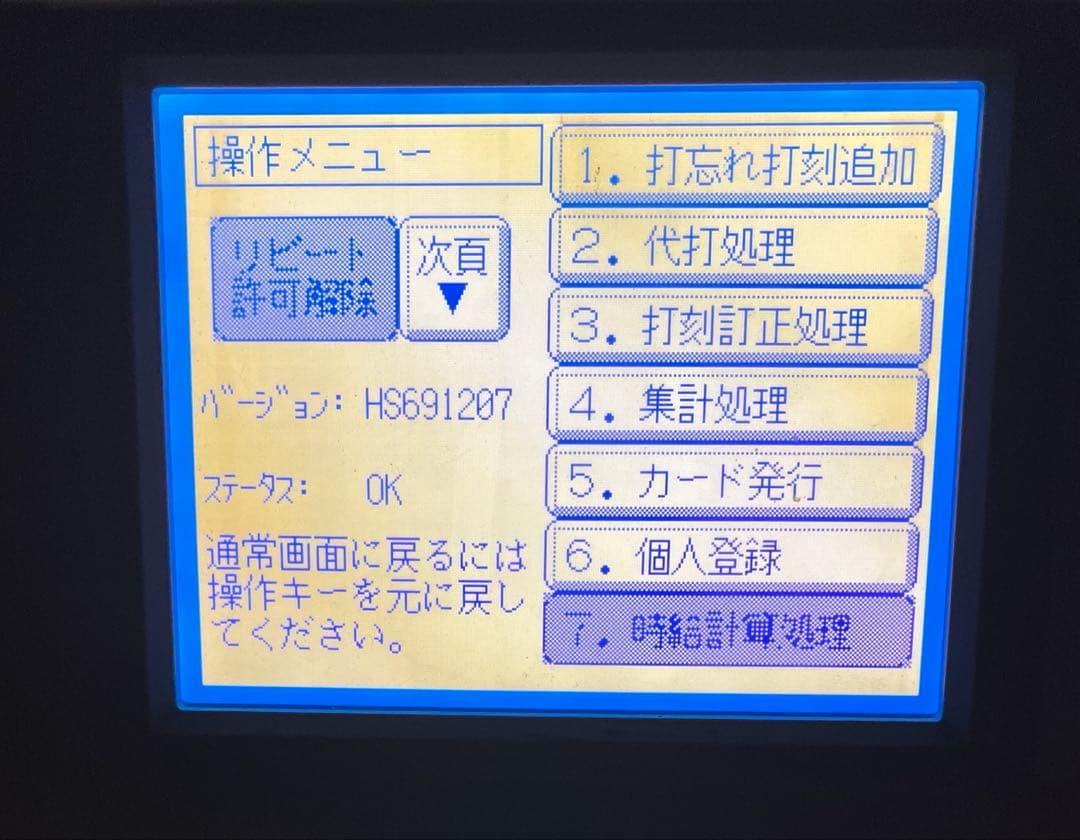 操作メニュー
リピート
許可解除
次頁
▼
バージョン: HS691207
ステータス: OK
通常画面に戻るには
操作キーを元に戻し
てください。
1. 打忘れ打刻追加
2. 代打処理
3. 打刻訂正処理
4. 集計処理
5. カード発行
6. 個人登録
7. 時給計算処理